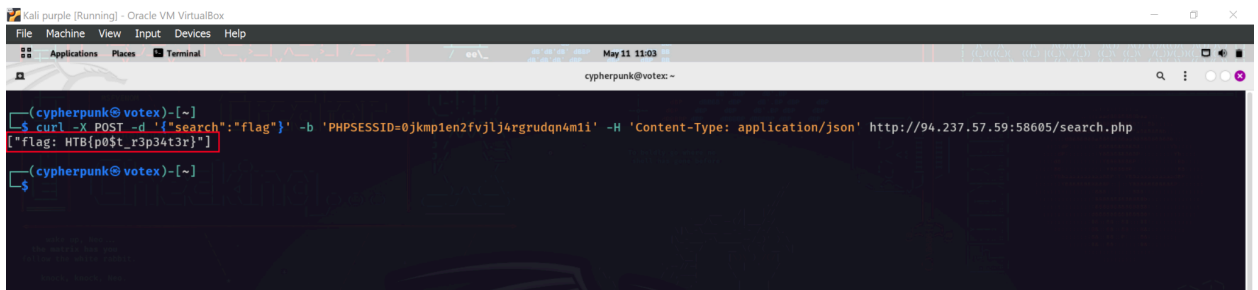 Kali purple [Running] - Oracle VM VirtualBox
File Machine View Input Devices Help
Applications Places Terminal May 11 11:03
cypherpunk@votex: ~
┌──(cypherpunk㉿votex)-[~]
└─$ curl -X POST -d '{"search":"flag"}' -b 'PHPSESSID=0jkmp1en2fvjlj4rgrudqn4m1i' -H 'Content-Type: application/json' http://94.237.57.59:58605/search.php
["flag: HTB{p0$t_r3p34t3r}"]
┌──(cypherpunk㉿votex)-[~]
└─$